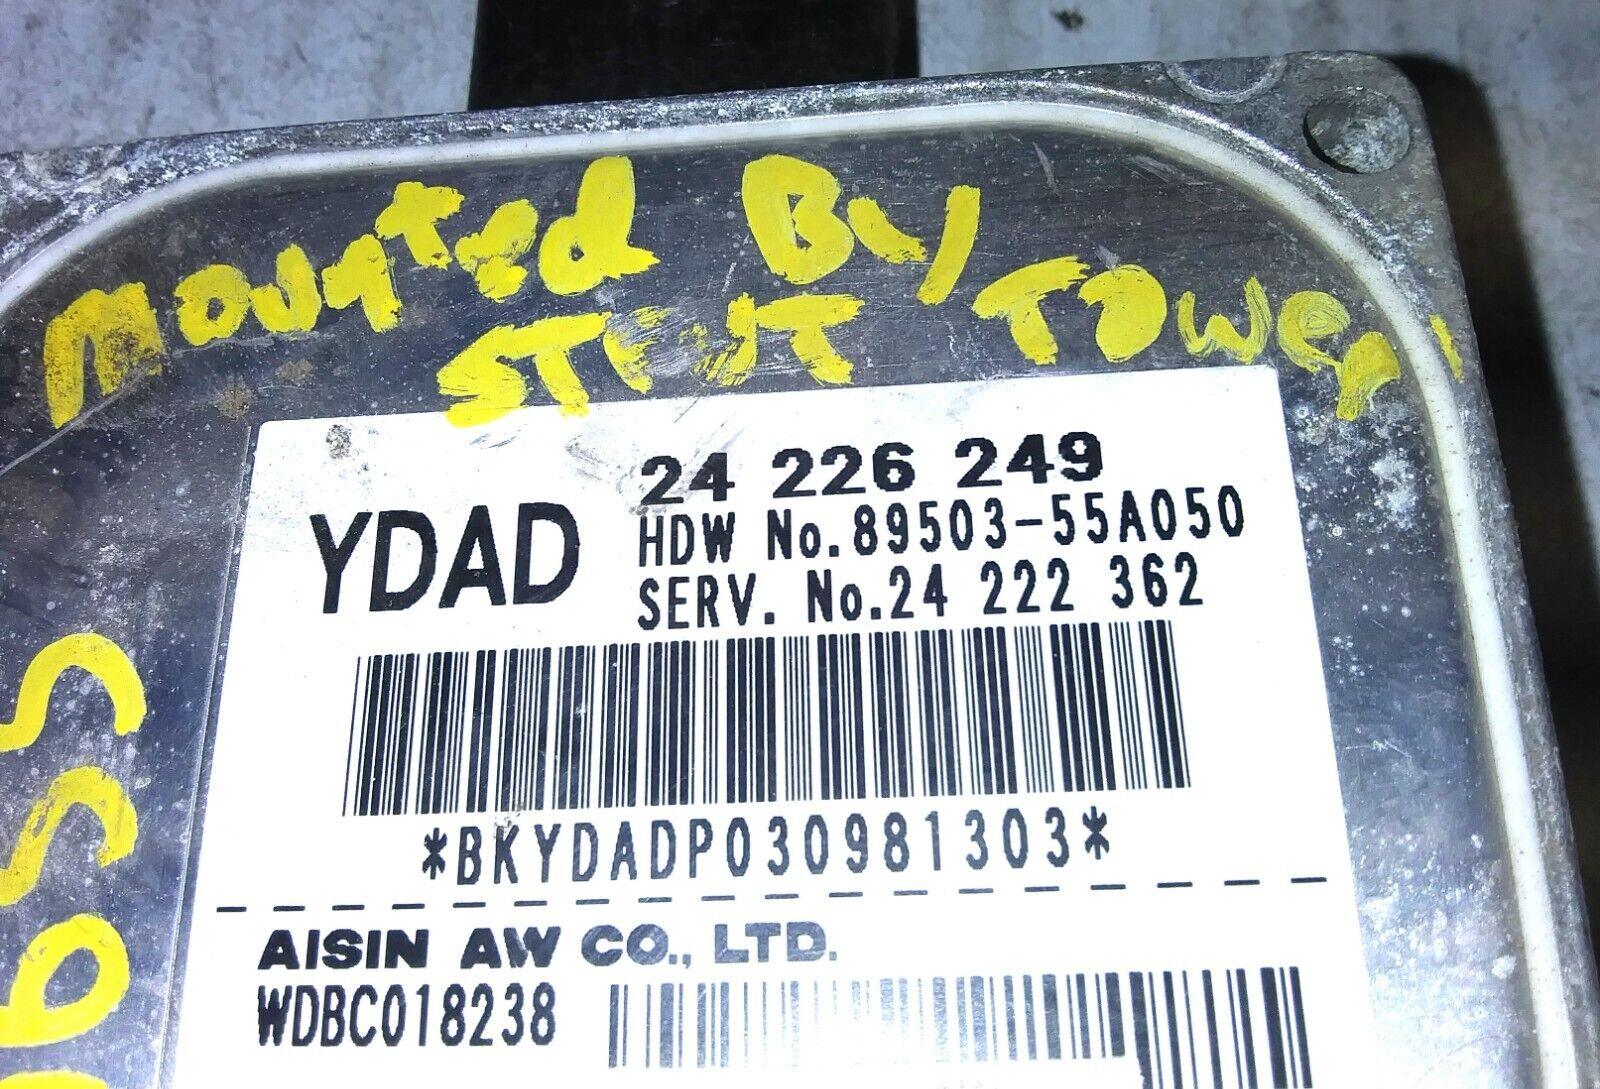 Mounted By
STrUT Tower
24 226 249
YDAD
HDW No.89503-55A050
SERV. No.24 222 362
*BKYDADP030981303*
AISIN AW CO., LTD.
WDBC018238